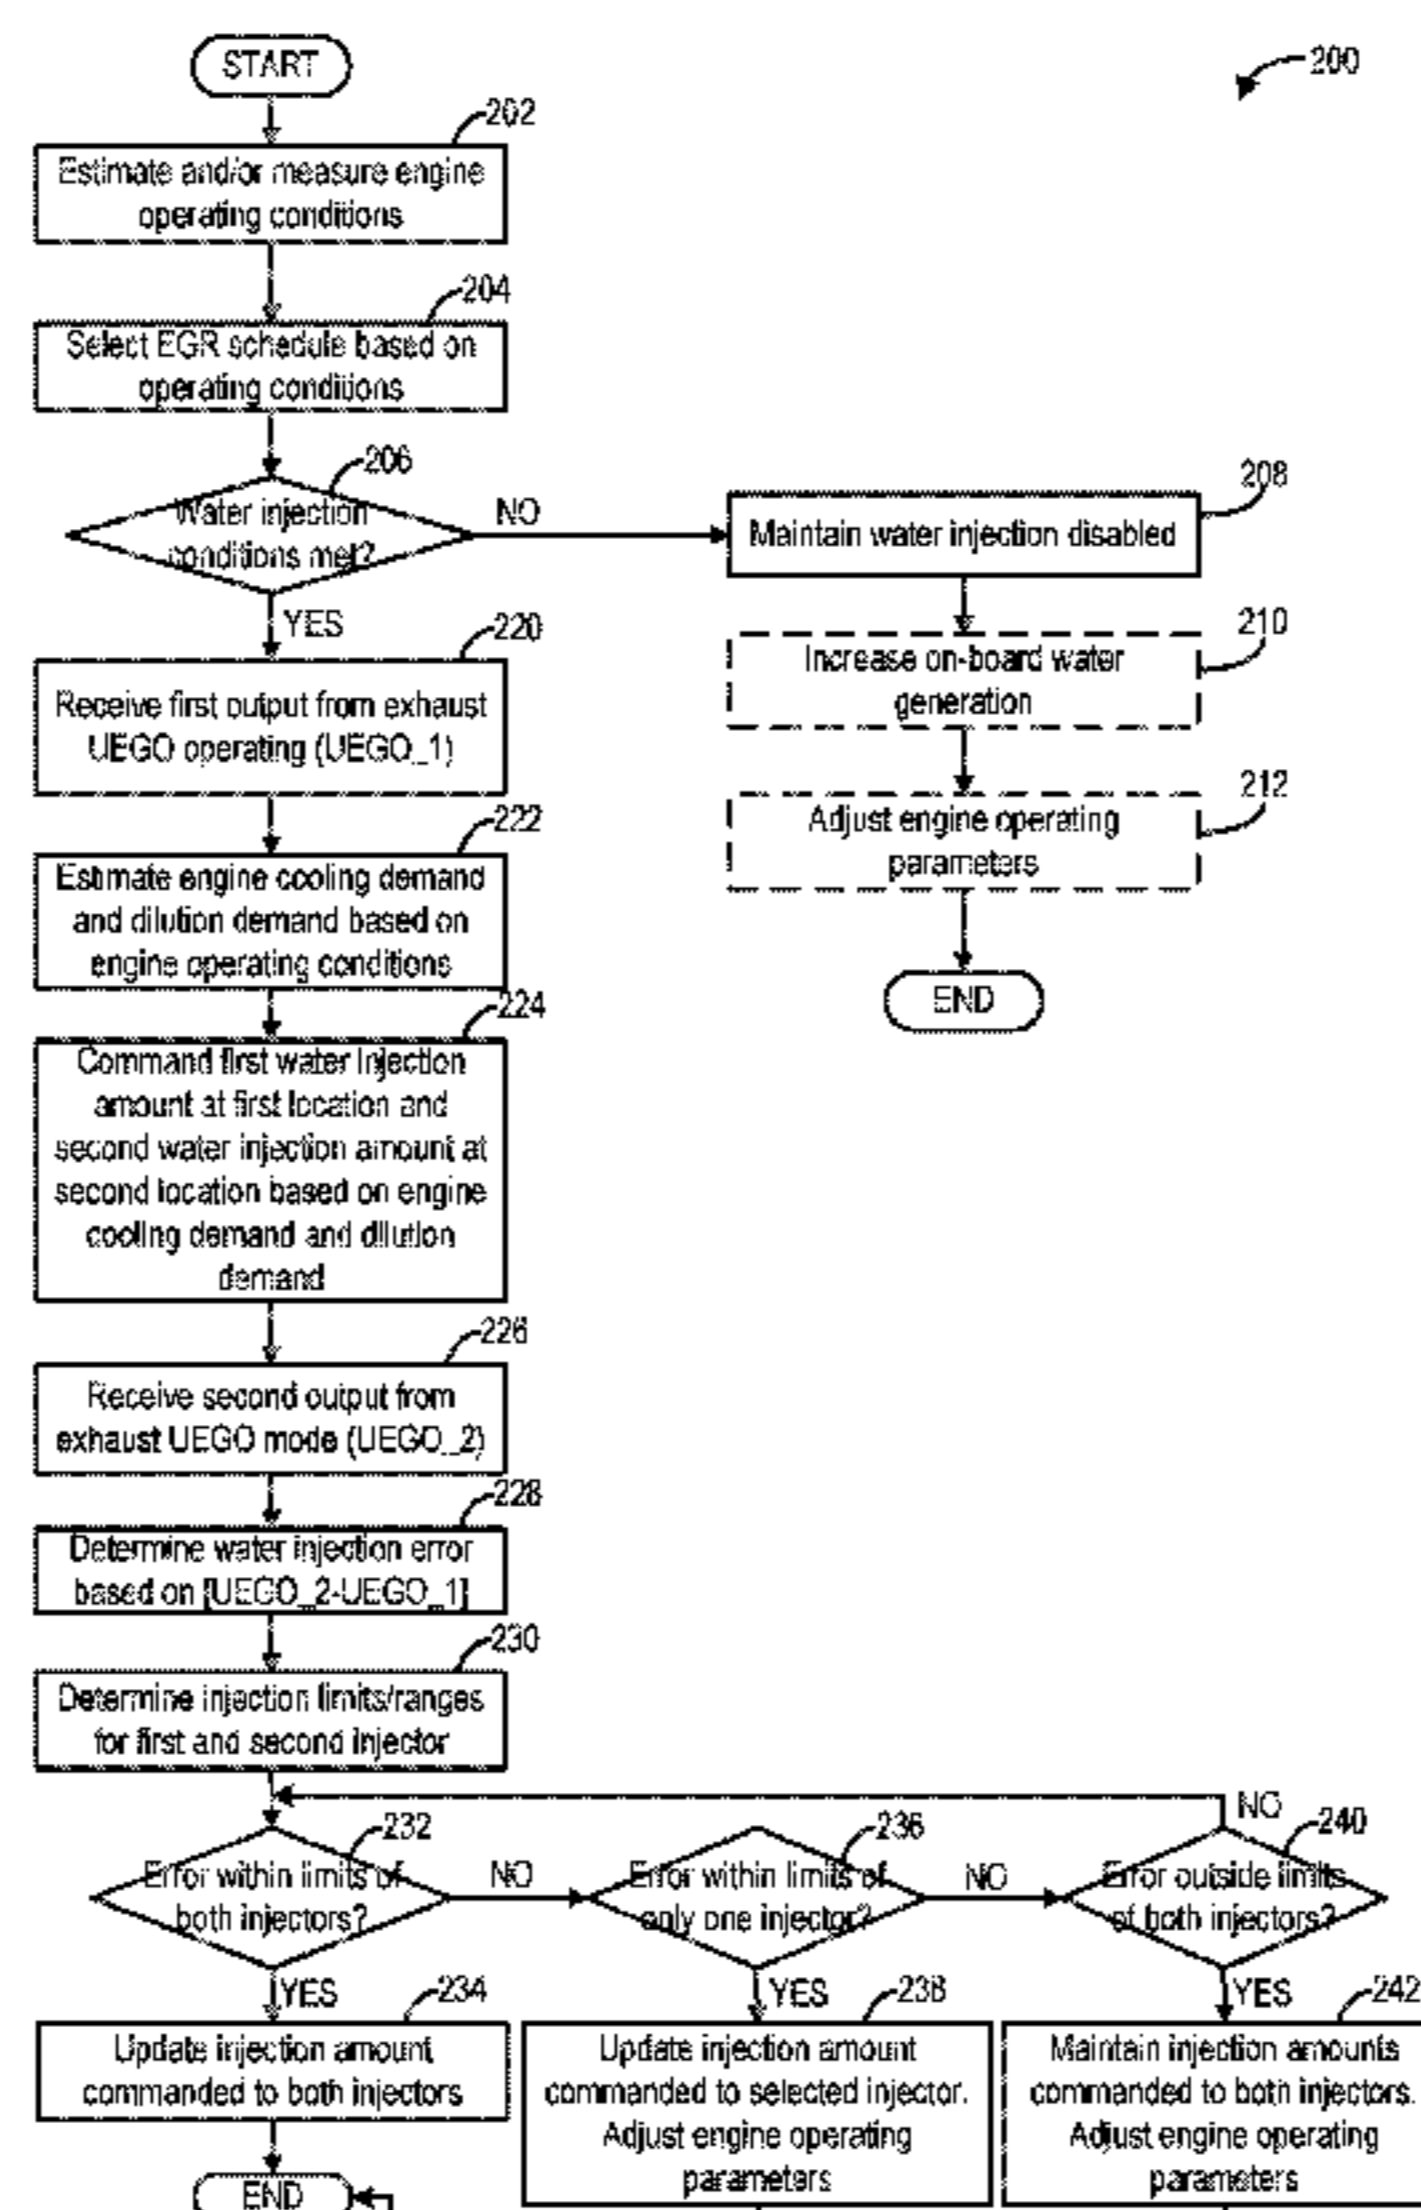 START
200
202
Estimate and/or measure engine
operating conditions
204
Select EGR schedule based on
operating conditions
206
Water injection
conditions met?
NO
208
Maintain water injection disabled
YES
210
Increase on-board water
generation
220
Receive first output from exhaust
UEGO operating (UEGO_1)
212
Adjust engine operating
parameters
222
Estimate engine cooling demand
and dilution demand based on
engine operating conditions
END
224
Command first water injection
amount at first location and
second water injection amount at
second location based on engine
cooling demand and dilution
demand
226
Receive second output from
exhaust UEGO mode (UEGO_2)
228
Determine water injection error
based on [UEGO_2-UEGO_1]
230
Determine injection limits/ranges
for first and second injector
232
Error within limits of
both injectors?
NO
236
Error within limits of
only one injector?
NO
240
Error outside limits
of both injectors?
NO
YES
234
Update injection amount
commanded to both injectors
YES
238
Update injection amount
commanded to selected injector.
Adjust engine operating
parameters
YES
242
Maintain injection amounts
commanded to both injectors.
Adjust engine operating
parameters
END